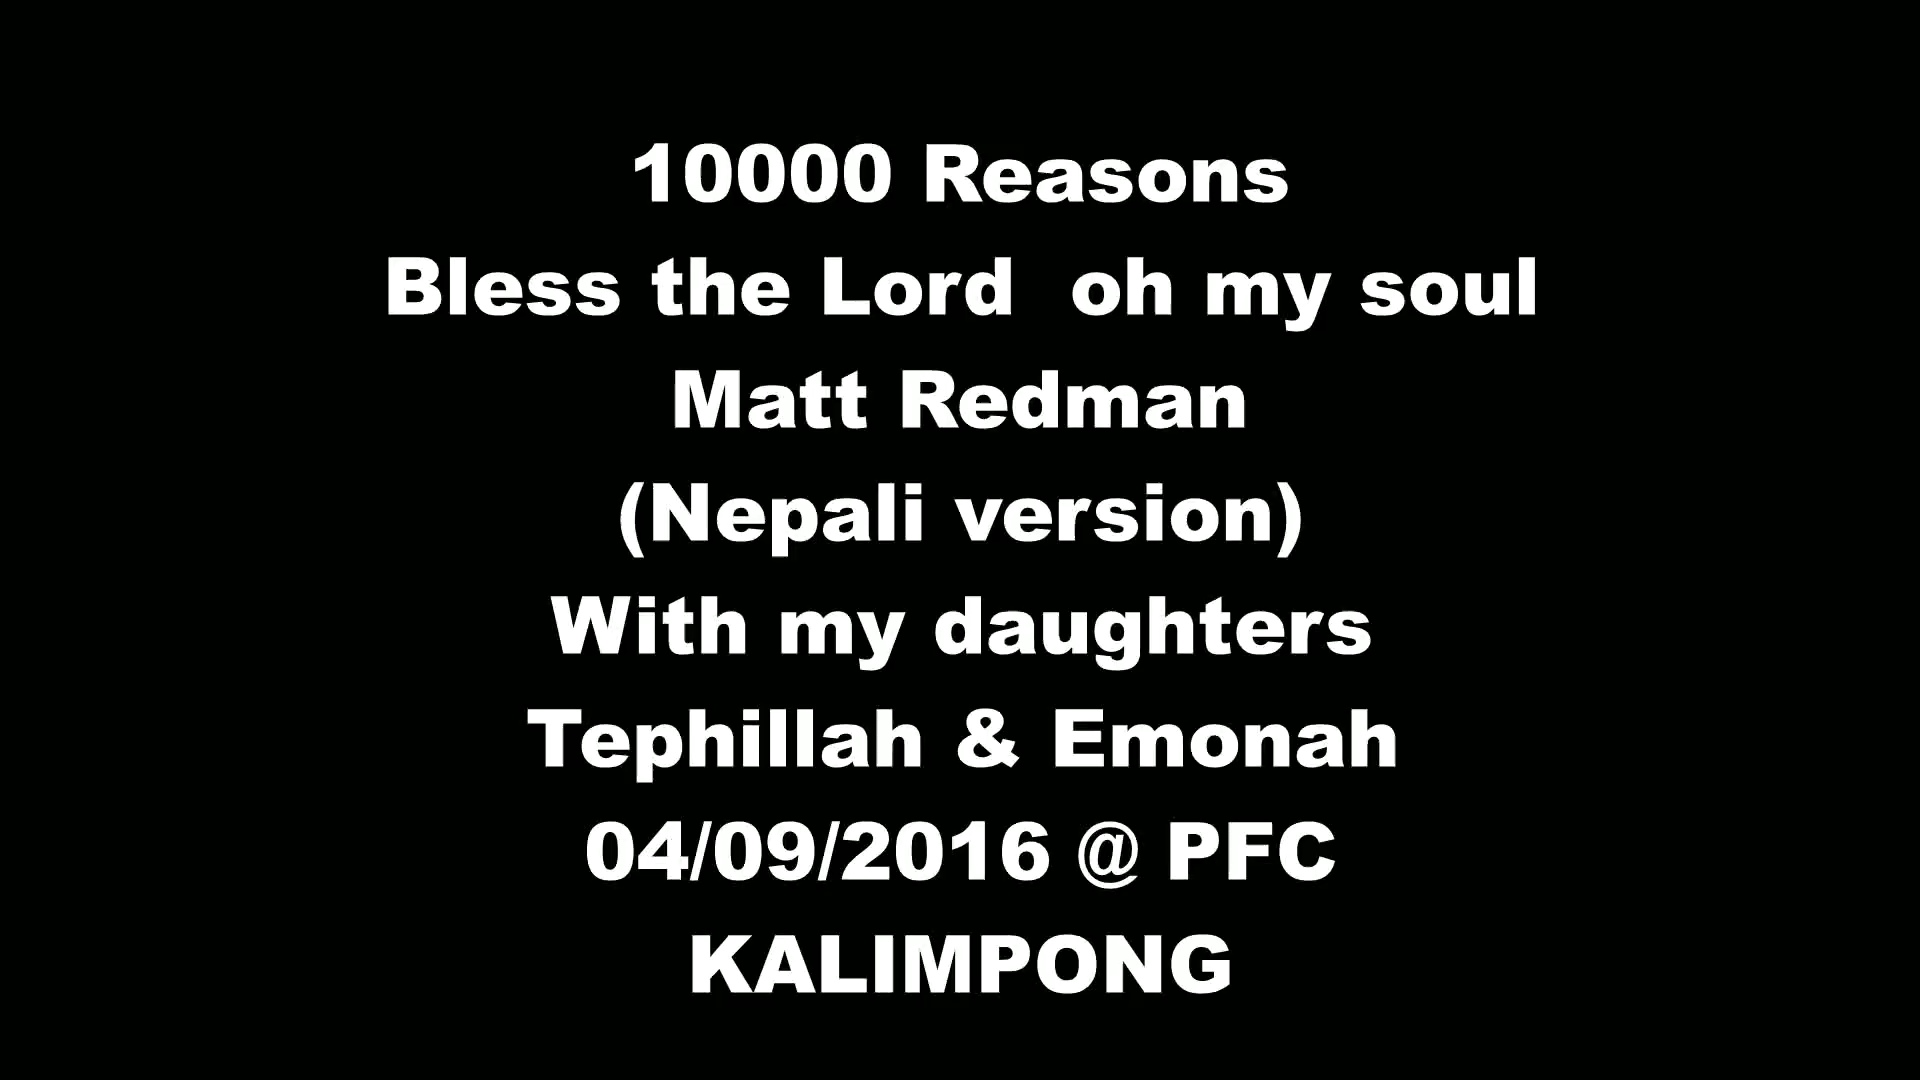 10000 Reasons
Bless the Lord  oh my soul
Matt Redman
(Nepali version)
With my daughters
Tephillah & Emonah
04/09/2016 @ PFC
KALIMPONG